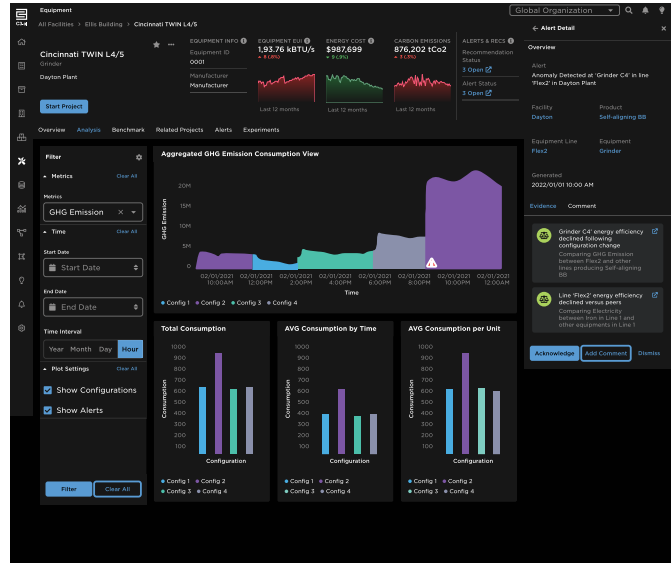 Equipment
Global Organization
C3.ai
All Facilities > Ellis Building > Cincinnati TWIN L4/5
Cincinnati TWIN L4/5
Grinder
Dayton Plant
Start Project
EQUIPMENT INFO
Equipment ID
0001
Manufacturer
Manufacturer
EQUIPMENT EUI
1,93.76 kBTU/s
Last 12 months
ENERGY COST
$987,699
Last 12 months
CARBON EMISSIONS
876,202 tCo2
Last 12 months
ALERTS & RECS
Recommendation
Status
3 Open
Alert Status
3 Open
Overview
Analysis
Benchmark
Related Projects
Alerts
Experiments
Filter
Metrics
Clear All
Metrics
GHG Emission
Time
Clear All
Start Date
Start Date
End Date
End Date
Time Interval
Year Month Day Hour
Plot Settings
Clear All
Show Configurations
Show Alerts
Filter
Clear All
Aggregated GHG Emission Consumption View
GHG Emission
20M
15M
10M
5M
0
02/01/2021 02/01/2021 02/01/2021 02/01/2021 02/01/2021 02/01/2021 02/01/2021 02/01/2021
10:00AM 12:00PM 2:00PM 4:00PM 6:00PM 8:00PM 10:00PM 12:00AM
Time
Config 1 Config 2 Config 3 Config 4
Total Consumption
Consumption
1000
900
800
700
600
500
400
300
200
100
Configuration
Config 1 Config 2
Config 3 Config 4
AVG Consumption by Time
Consumption
1000
900
800
700
600
500
400
300
200
100
Configuration
Config 1 Config 2
Config 3 Config 4
AVG Consumption per Unit
Consumption
1000
900
800
700
600
500
400
300
200
100
Configuration
Config 1 Config 2
Config 3 Config 4
Alert Detail
Overview
Alert
Anomaly Detected at 'Grinder C4' in line
'Flex2' in Dayton Plant
Facility
Dayton
Product
Self-aligning BB
Equipment Line
Flex2
Equipment
Grinder
Generated
2022/01/01 10:00 AM
Evidence
Comment
Grinder C4' energy efficiency
declined following
configuration change
Comparing GHG Emission
between Flex2 and other
lines producing Self-aligning
BB
Line 'Flex2' energy efficiency
declined versus peers
Comparing Electricity
between Iron in Line 1 and
other equipments in Line 1
Acknowledge
Add Comment
Dismiss